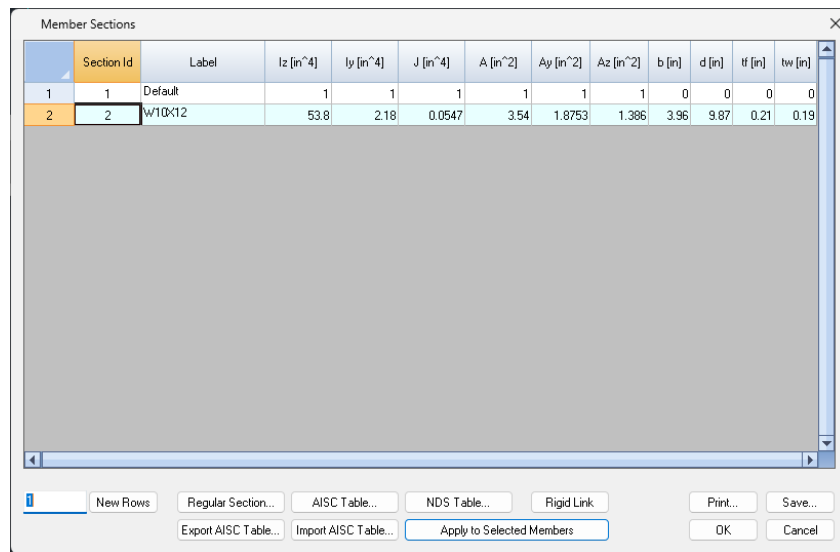 Member Sections
Section Id Label Iz [in^4] Iy [in^4] J [in^4] A [in^2] Ay [in^2] Az [in^2] b [in] d [in] tf [in] tw [in]
1 1 Default 1 1 1 1 1 1 0 0 0 0
2 2 W10X12 53.8 2.18 0.0547 3.54 1.8753 1.386 3.96 9.87 0.21 0.19
1 New Rows Regular Section... AISC Table... NDS Table... Rigid Link Print... Save...
Export AISC Table... Import AISC Table... Apply to Selected Members OK Cancel